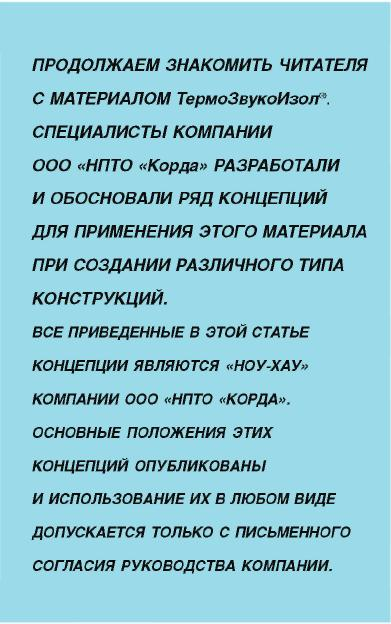 ПРОДОЛЖАЕМ ЗНАКОМИТЬ ЧИТАТЕЛЯ
С МАТЕРИАЛОМ ТермоЗвукоИзол®.
СПЕЦИАЛИСТЫ КОМПАНИИ
ООО «НПТО «Корда» РАЗРАБОТАЛИ
И ОБОСНОВАЛИ РЯД КОНЦЕПЦИЙ
ДЛЯ ПРИМЕНЕНИЯ ЭТОГО МАТЕРИАЛА
ПРИ СОЗДАНИИ РАЗЛИЧНОГО ТИПА
КОНСТРУКЦИЙ.
ВСЕ ПРИВЕДЕННЫЕ В ЭТОЙ СТАТЬЕ
КОНЦЕПЦИИ ЯВЛЯЮТСЯ «НОУ-ХАУ»
КОМПАНИИ ООО «НПТО «КОРДА».
ОСНОВНЫЕ ПОЛОЖЕНИЯ ЭТИХ
КОНЦЕПЦИЙ ОПУБЛИКОВАНЫ
И ИСПОЛЬЗОВАНИЕ ИХ В ЛЮБОМ ВИДЕ
ДОПУСКАЕТСЯ ТОЛЬКО С ПИСЬМЕННОГО
СОГЛАСИЯ РУКОВОДСТВА КОМПАНИИ.